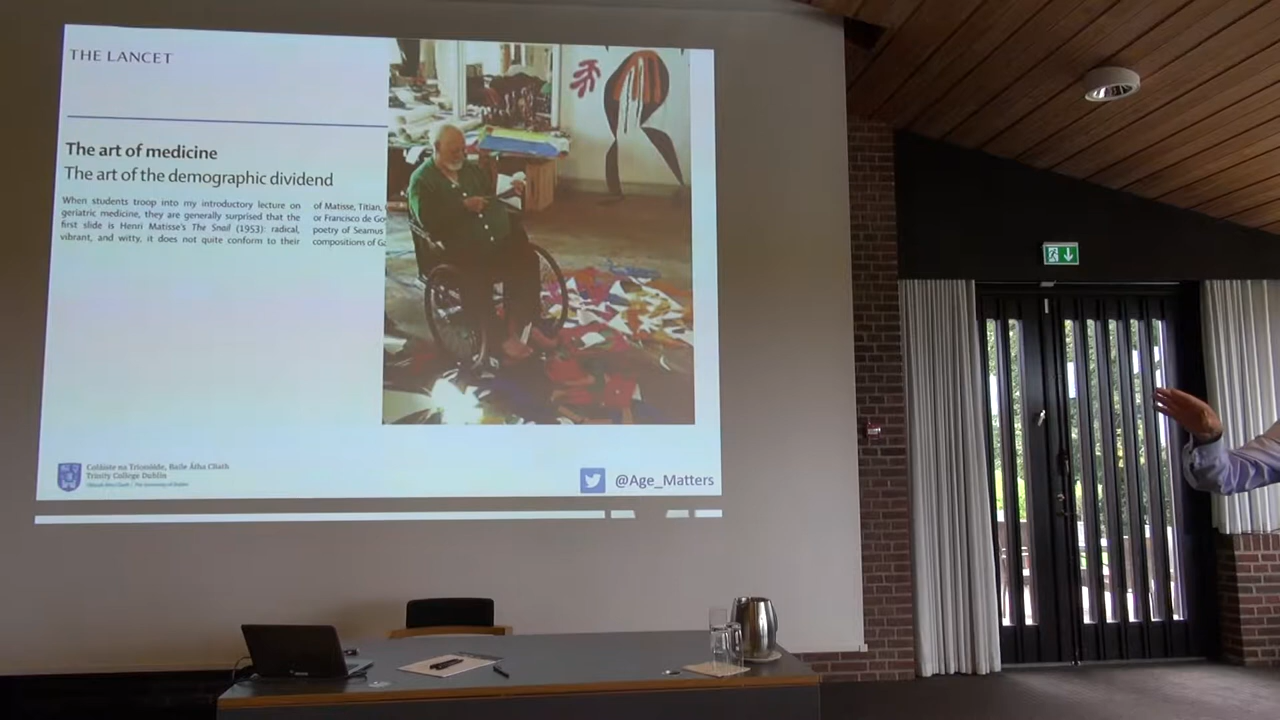 THE LANCET
The art of medicine
The art of the demographic dividend
When students troop into my introductory lecture on
geriatric medicine, they are generally surprised that the
first slide is Henri Matisse's The Snail (1953): radical,
vibrant, and witty, it does not quite conform to their
of Matisse, Titian,
or Francisco de Go
poetry of Seamus
compositions of Ga
Coláiste na Tríonóide, Baile Átha Cliath
Trinity College Dublin
@Age_Matters